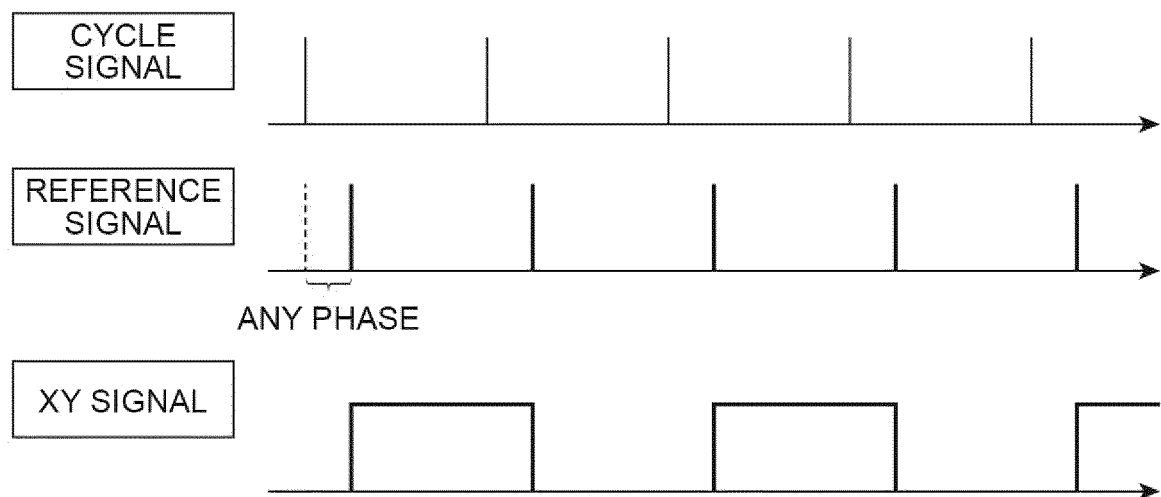 CYCLE
SIGNAL
REFERENCE
SIGNAL
ANY PHASE
XY SIGNAL